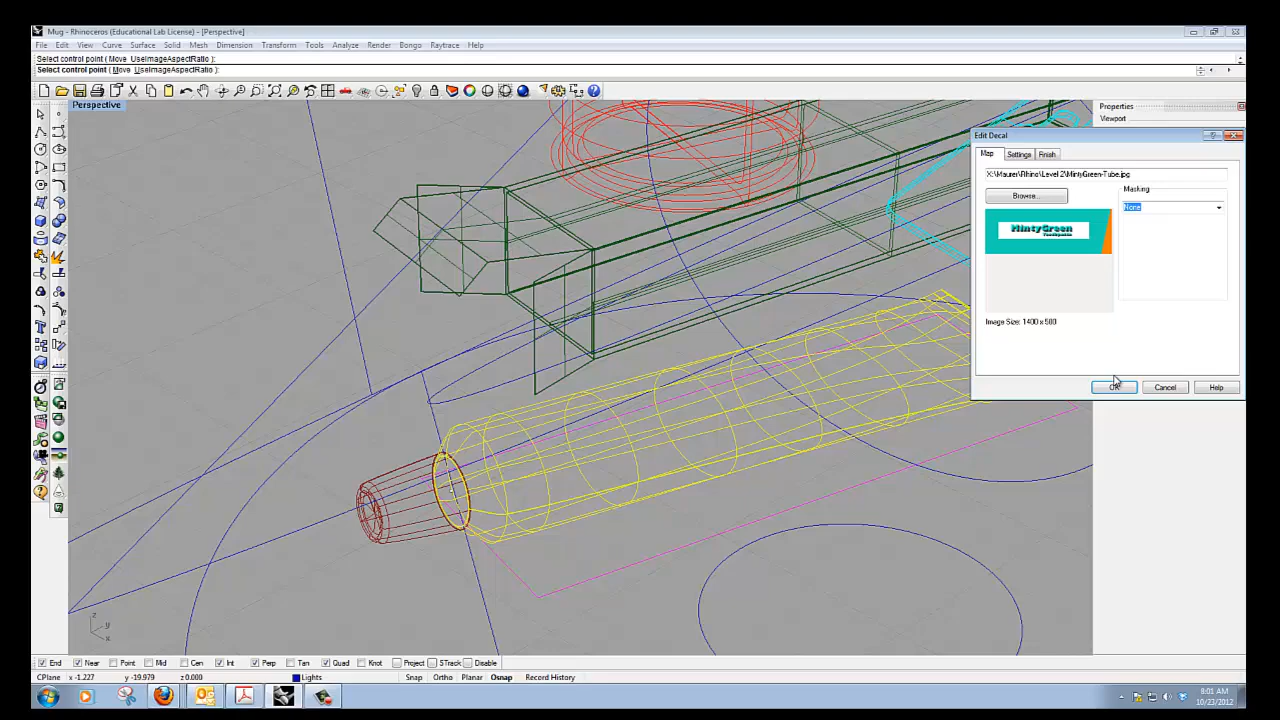 Mug - Rhinoceros (Educational Lab License) - [Perspective]
File Edit View Curve Surface Solid Mesh Dimension Transform Tools Analyze Render Bongo Raytrace Help
Select control point ( Move UseImageAspectRatio ):
Select control point ( Move UseImageAspectRatio ):
Perspective
Properties
Viewport
Edit Decal
Map Settings Finish
X:\Maurer\Rhino\Level 2\MintyGreen-Tube.jpg
Browse...
Masking
None
MintyGreen
Toothpaste
Image Size: 1400 x 500
OK Cancel Help
z
y
x
End Near Point Mid Cen Int Perp Tan Quad Knot Project STrack Disable
CPlane x -1.227 y -19.979 z 0.000 Lights Snap Ortho Planar Osnap Record History
8:01 AM
10/23/2012